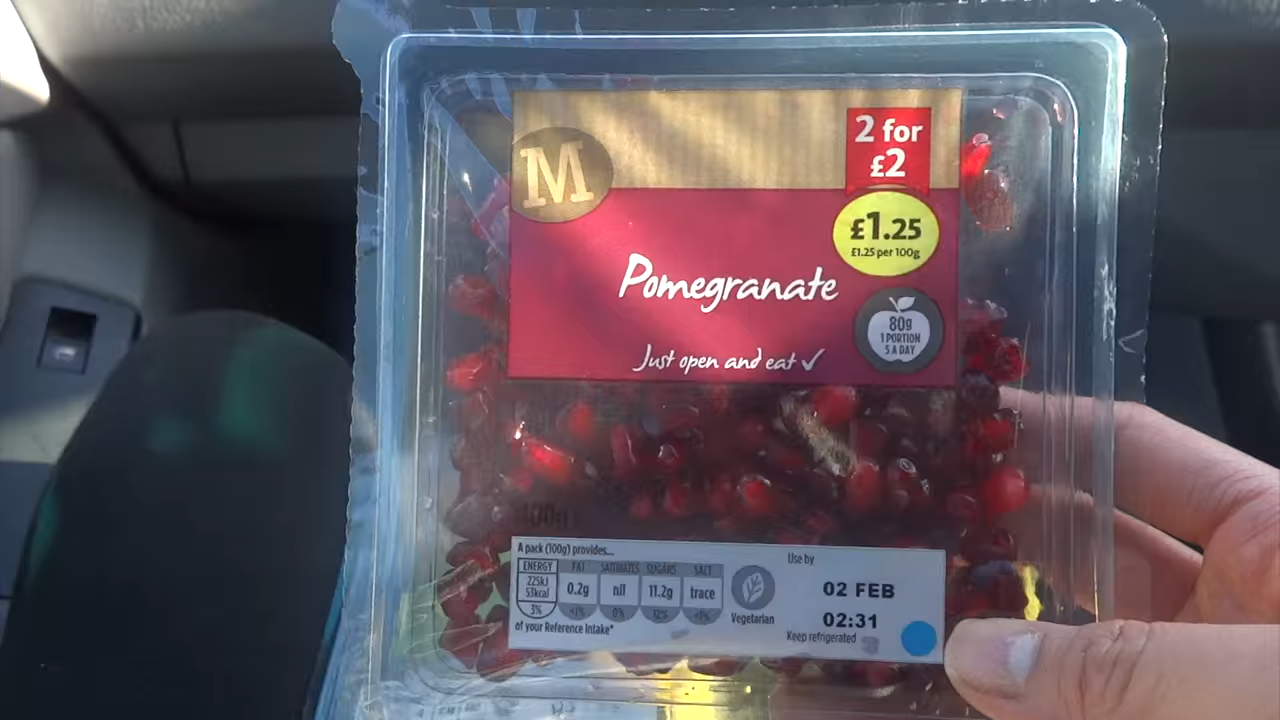 M
2 for
£2
£1.25
£1.25 per 100g
Pomegranate
80g
1 PORTION
5 A DAY
Just open and eat ✓
100g
A pack (100g) provides...
ENERGY FAT SATURATES SUGARS SALT
225kJ
53kcal 0.2g nil 11.2g trace
3% <1% 0% 12% <1%
of your Reference Intake*
Vegetarian
Use by
02 FEB
02:31
Keep refrigerated